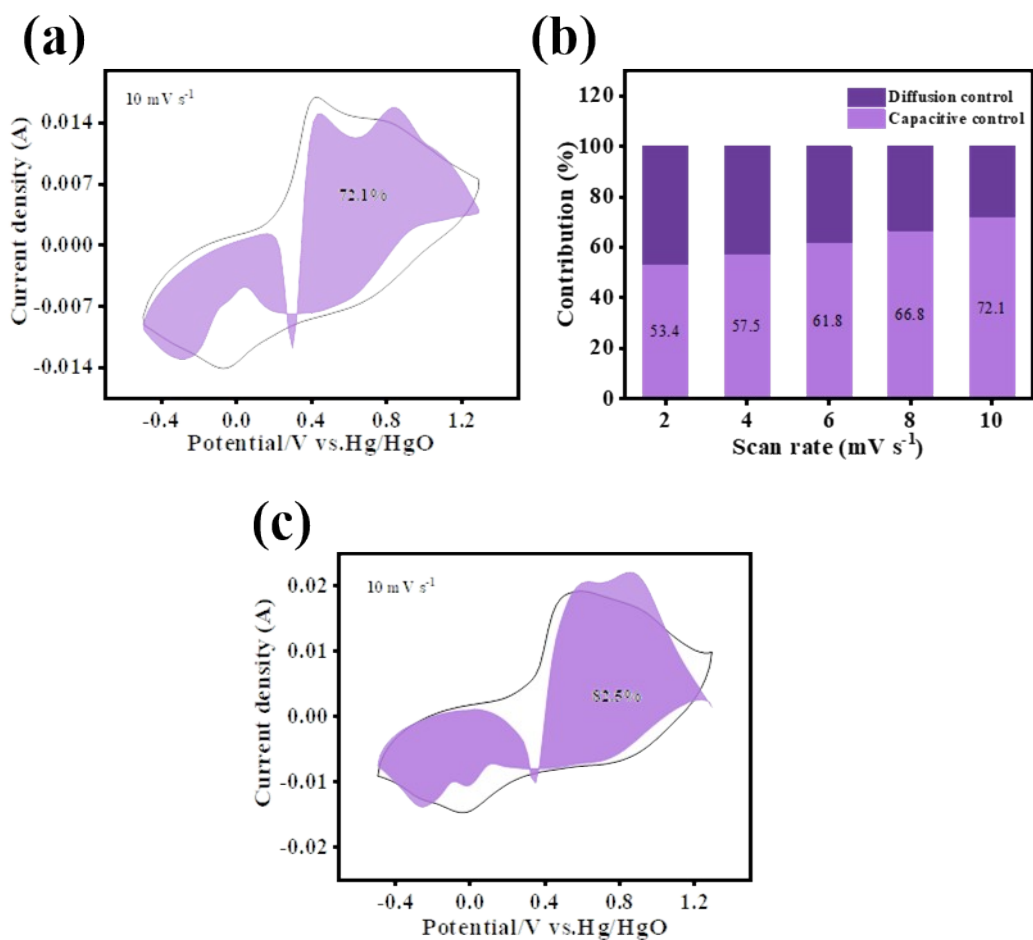 (a)
10 mV s⁻¹
72.1%
0.014
0.007
0.000
-0.007
-0.014
Current density (A)
-0.4 0.0 0.4 0.8 1.2
Potential/V vs.Hg/HgO
(b)
Diffusion control
Capacitive control
120
100
80
60
40
20
0
Contribution (%)
53.4 57.5 61.8 66.8 72.1
2 4 6 8 10
Scan rate (mV s⁻¹)
(c)
10 mV s⁻¹
82.5%
0.02
0.01
0.00
-0.01
-0.02
Current density (A)
-0.4 0.0 0.4 0.8 1.2
Potential/V vs.Hg/HgO